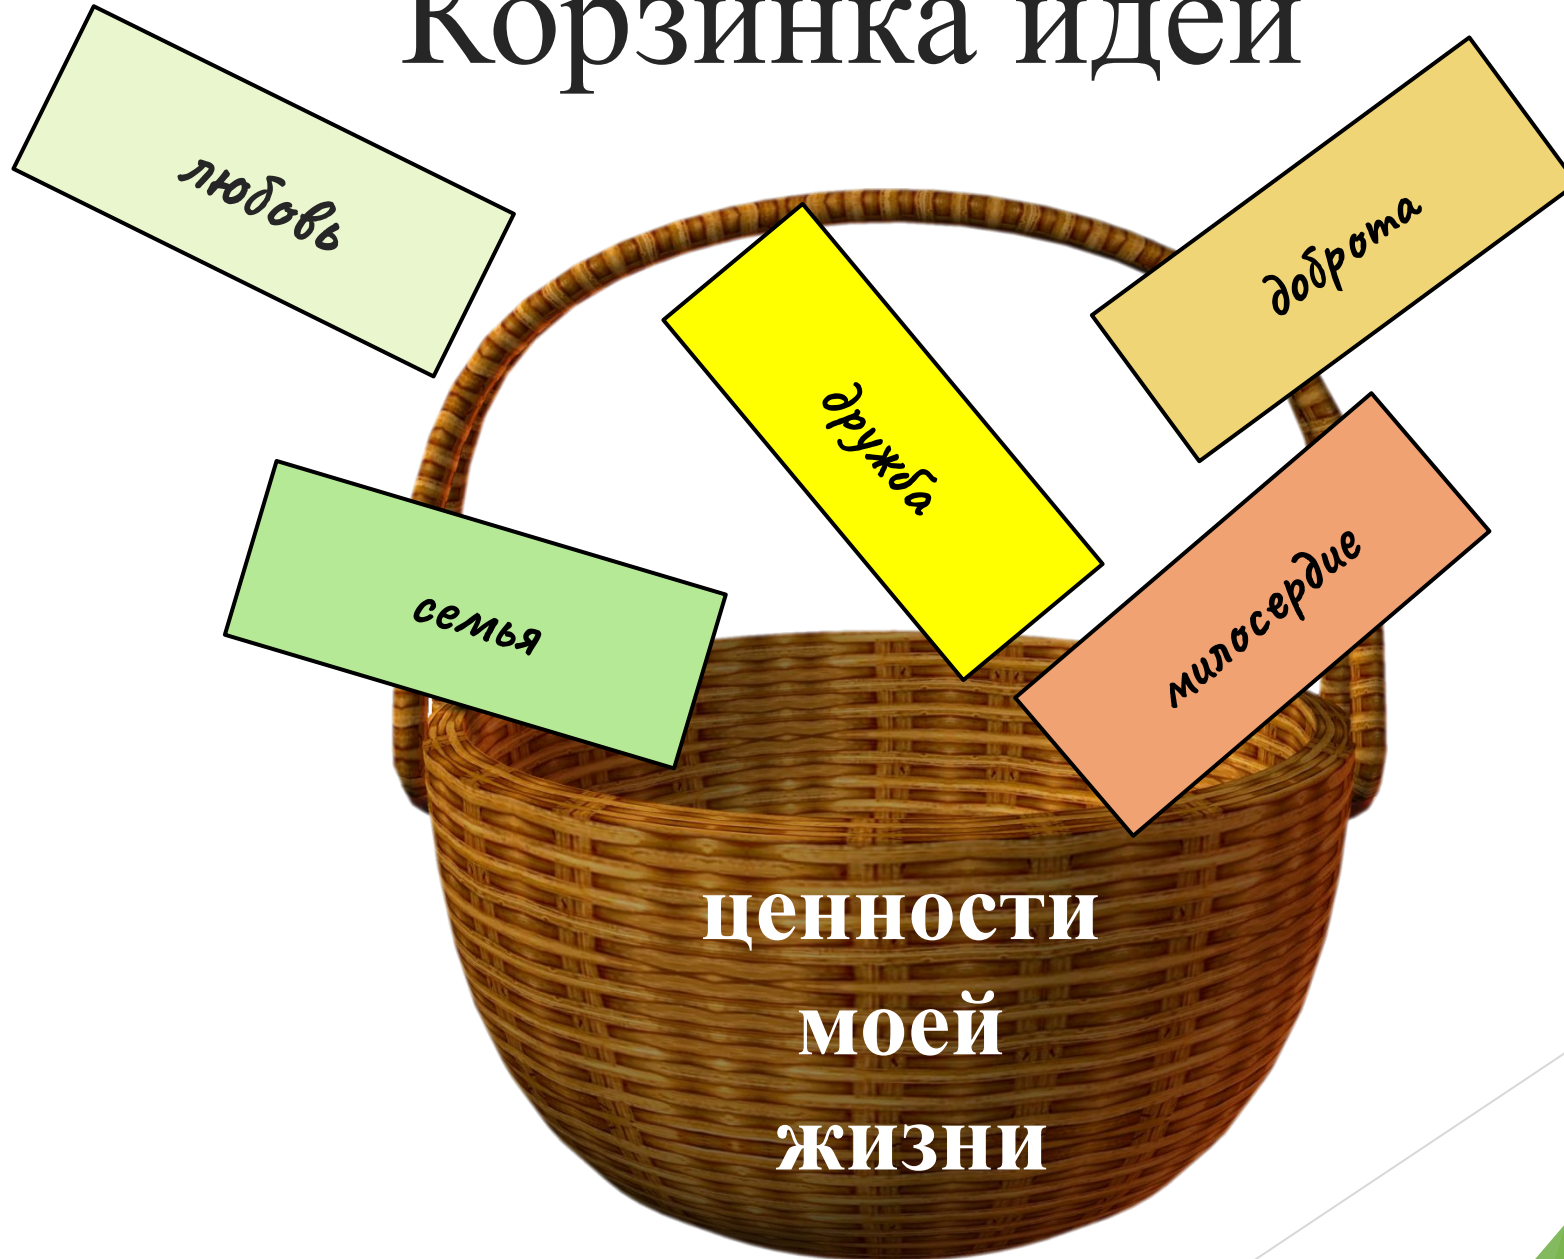 Корзинка идей
любовь
доброта
дружба
семья
милосердие
ценности
моей
жизни